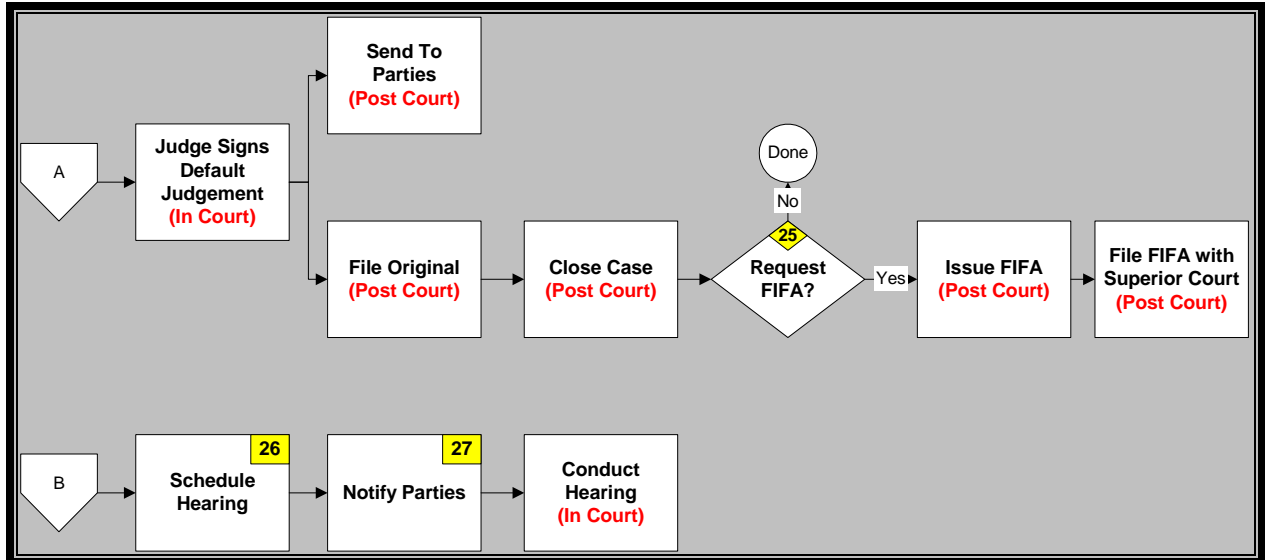 A
Judge Signs
Default
Judgement
(In Court)
Send To
Parties
(Post Court)
File Original
(Post Court)
Close Case
(Post Court)
Done
No
25
Request
FIFA?
Yes
Issue FIFA
(Post Court)
File FIFA with
Superior Court
(Post Court)
B
26
Schedule
Hearing
27
Notify Parties
Conduct
Hearing
(In Court)